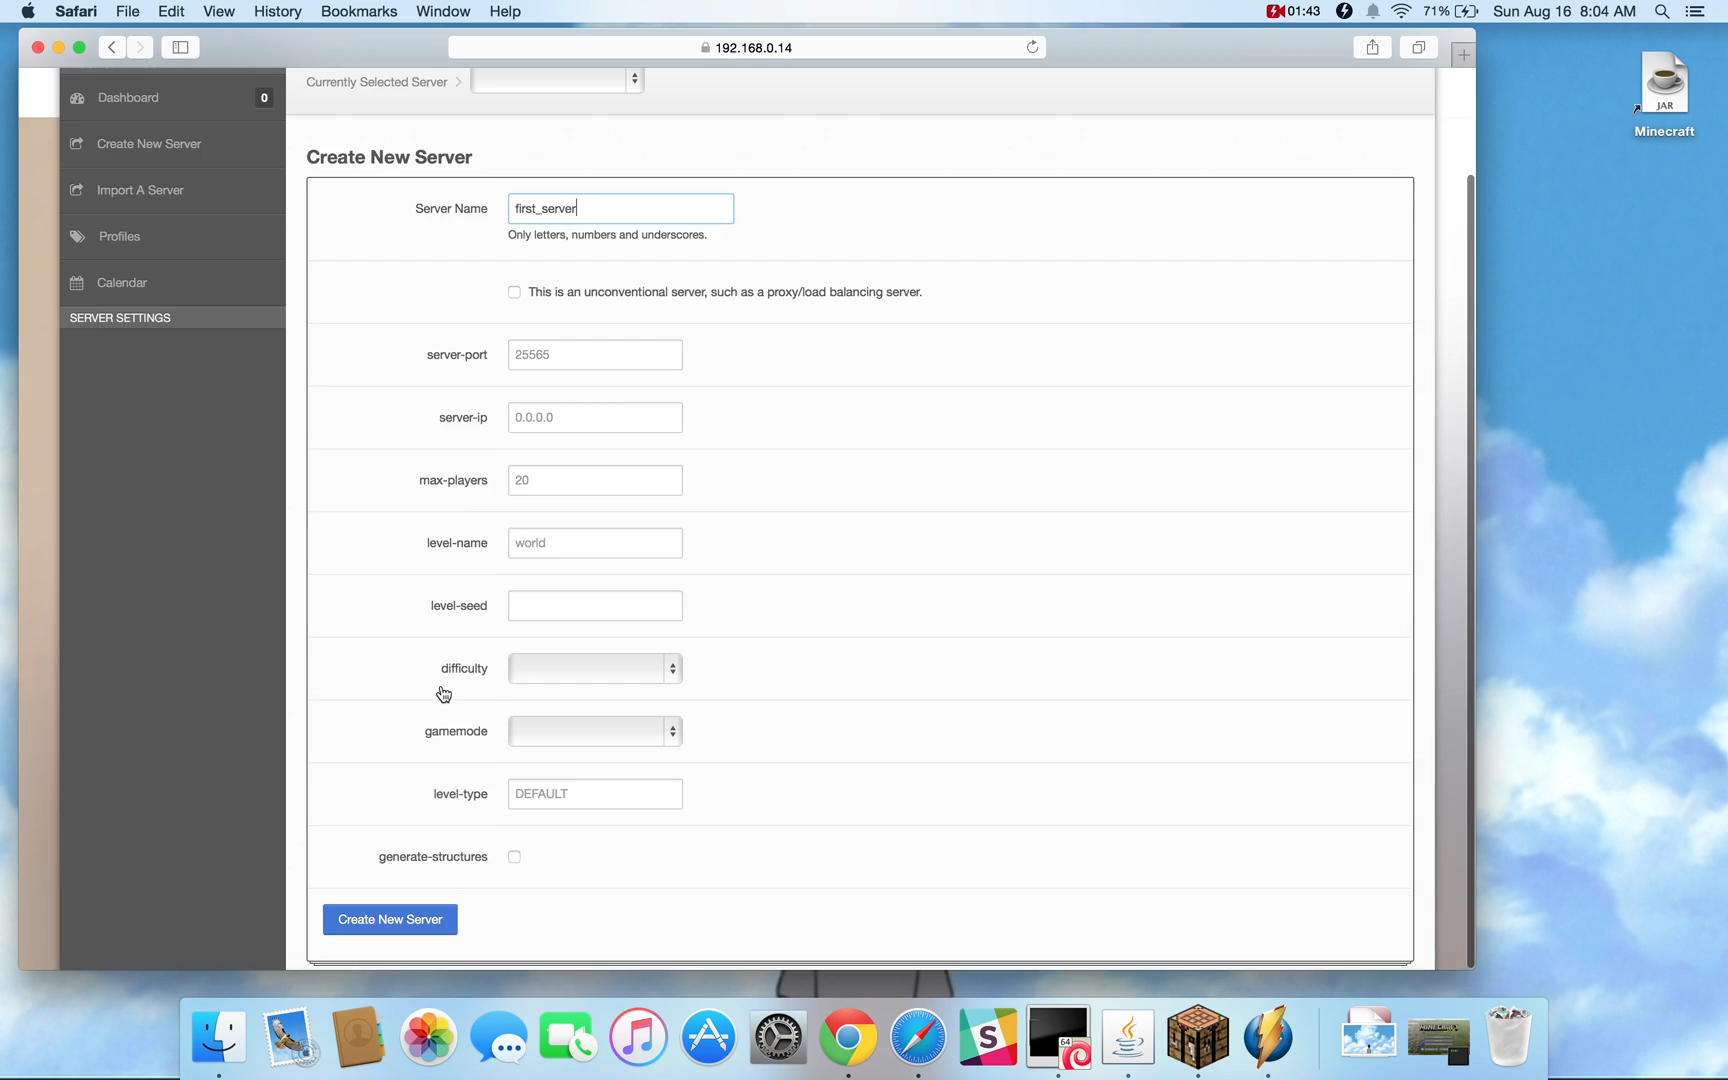 Safari File Edit View History Bookmarks Window Help 01:43 71% Sun Aug 16 8:04 AM
192.168.0.14
JAR
Minecraft
Currently Selected Server
Dashboard 0
Create New Server
Import A Server
Profiles
Calendar
SERVER SETTINGS
Create New Server
Server Name first_server
Only letters, numbers and underscores.
This is an unconventional server, such as a proxy/load balancing server.
server-port 25565
server-ip 0.0.0.0
max-players 20
level-name world
level-seed
difficulty
gamemode
level-type DEFAULT
generate-structures
Create New Server
64
MINECRAFT